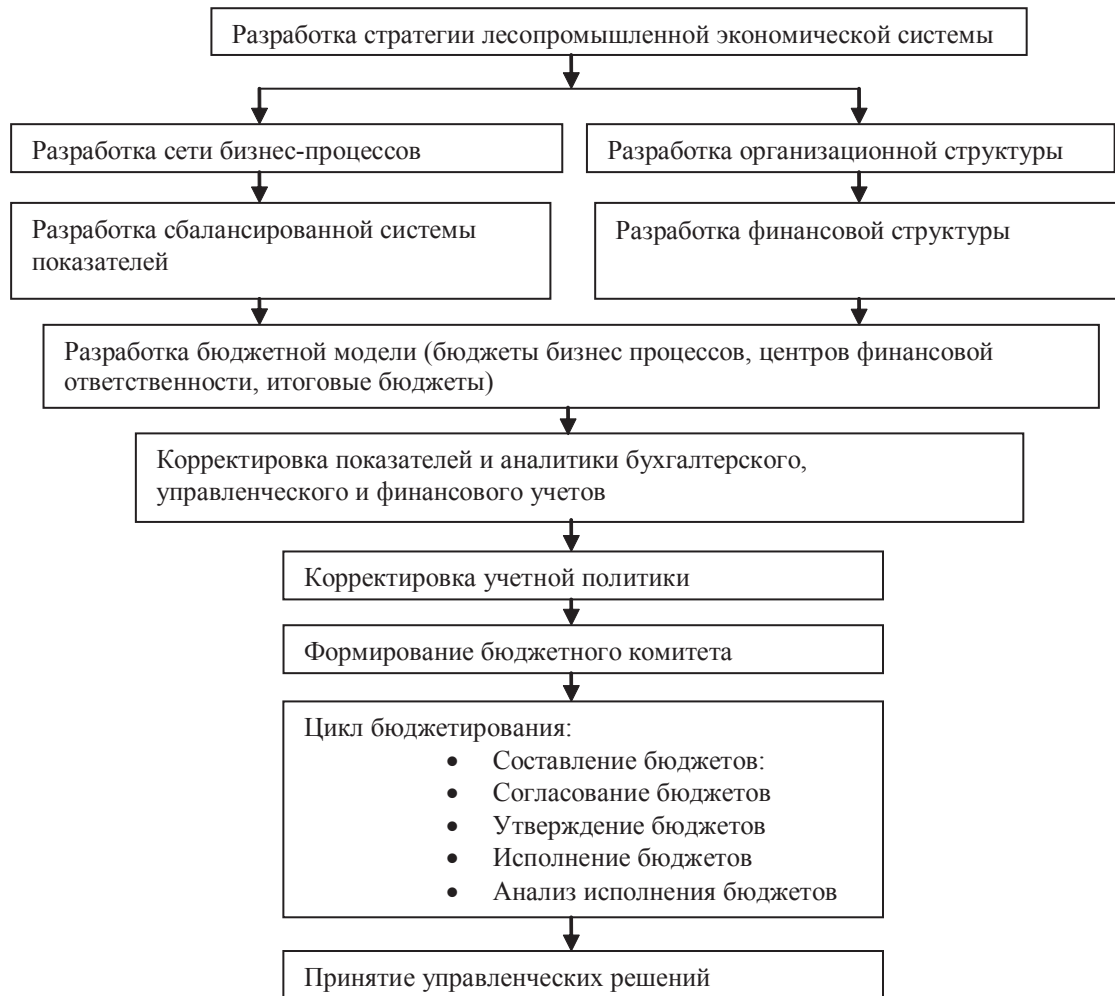 Разработка стратегии лесопромышленной экономической системы
Разработка сети бизнес-процессов
Разработка организационной структуры
Разработка сбалансированной системы
показателей
Разработка финансовой структуры
Разработка бюджетной модели (бюджеты бизнес процессов, центров финансовой
ответственности, итоговые бюджеты)
Корректировка показателей и аналитики бухгалтерского,
управленческого и финансового учетов
Корректировка учетной политики
Формирование бюджетного комитета
Цикл бюджетирования:
• Составление бюджетов:
• Согласование бюджетов
• Утверждение бюджетов
• Исполнение бюджетов
• Анализ исполнения бюджетов
Принятие управленческих решений